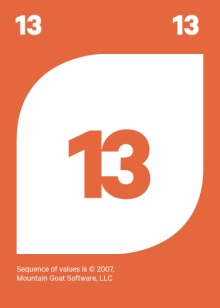 13 13
13
Sequence of values is © 2007,
Mountain Goat Software, LLC